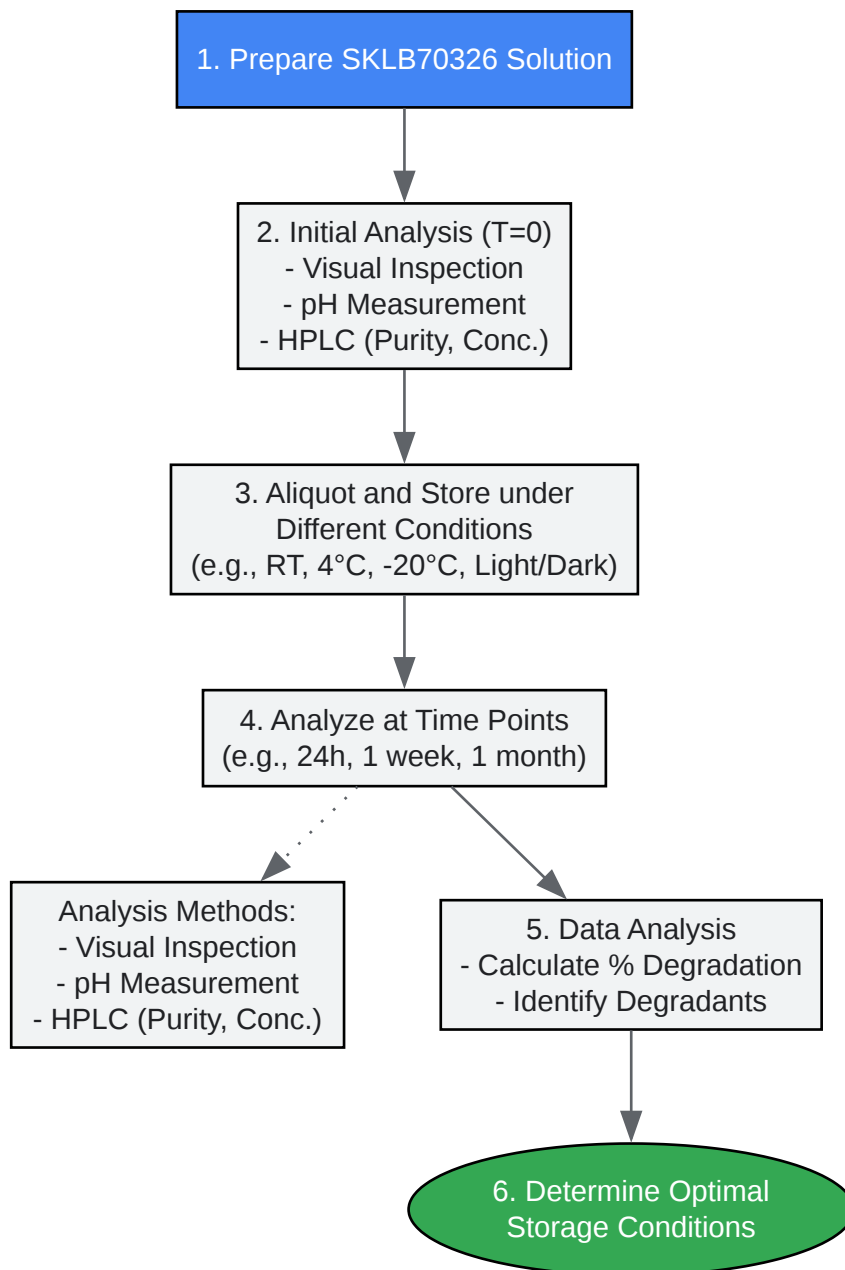 1. Prepare SKLB70326 Solution
2. Initial Analysis (T=0)
- Visual Inspection
- pH Measurement
- HPLC (Purity, Conc.)
3. Aliquot and Store under
Different Conditions
(e.g., RT, 4°C, -20°C, Light/Dark)
4. Analyze at Time Points
(e.g., 24h, 1 week, 1 month)
Analysis Methods:
- Visual Inspection
- pH Measurement
- HPLC (Purity, Conc.)
5. Data Analysis
- Calculate % Degradation
- Identify Degradants
6. Determine Optimal
Storage Conditions